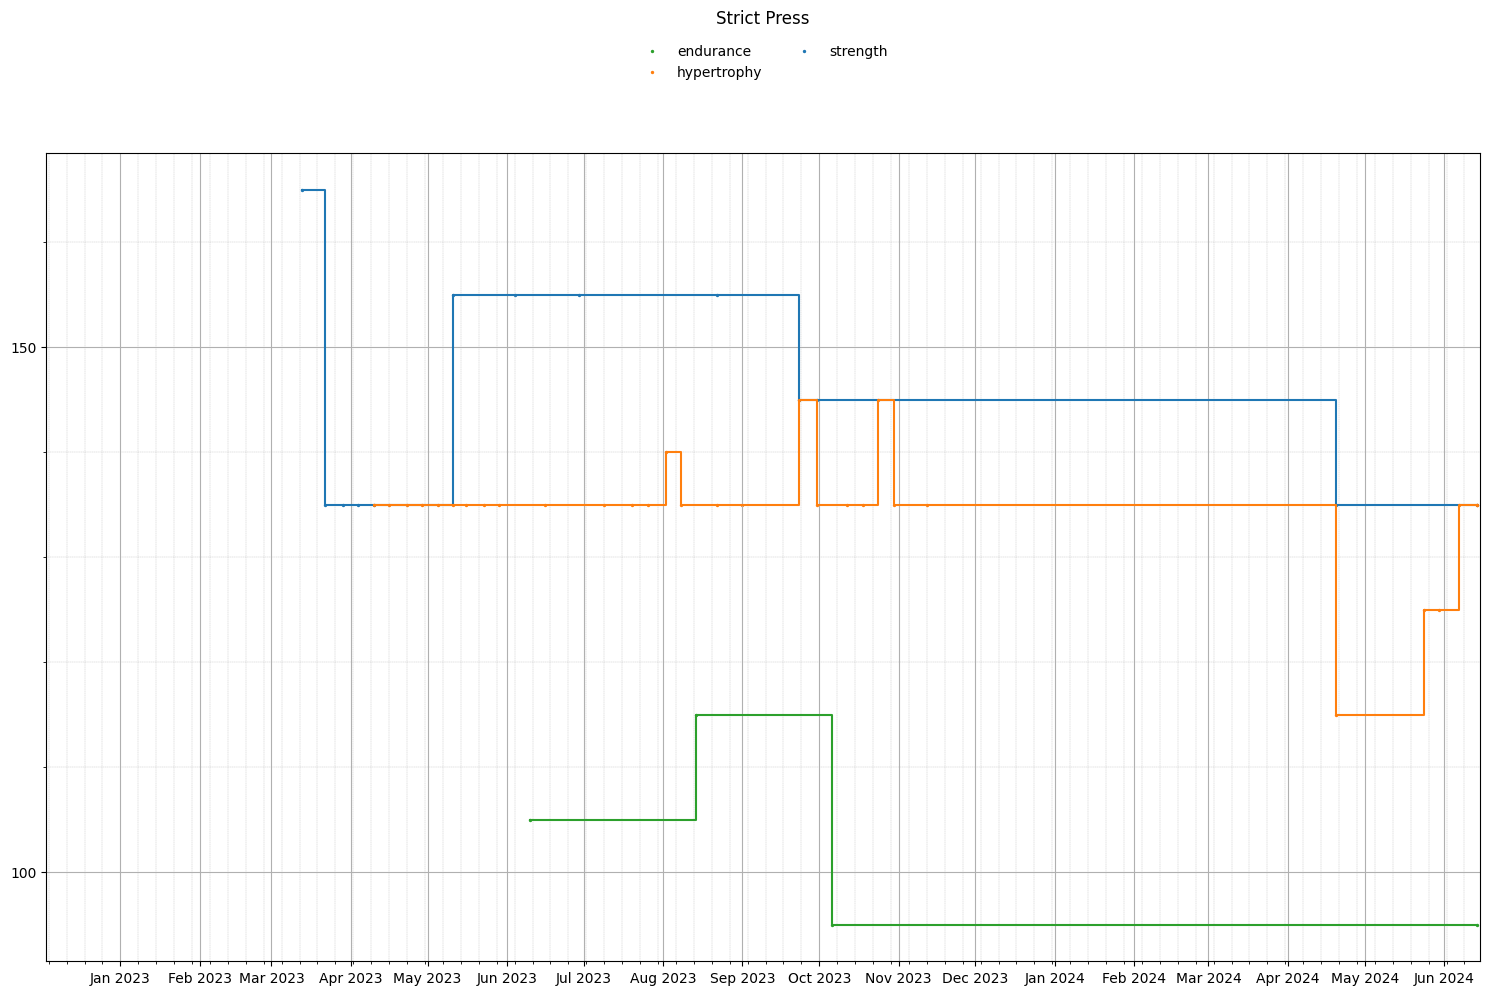 Strict Press
endurance strength
hypertrophy
150
100
Jan 2023 Feb 2023 Mar 2023 Apr 2023 May 2023 Jun 2023 Jul 2023 Aug 2023 Sep 2023 Oct 2023 Nov 2023 Dec 2023 Jan 2024 Feb 2024 Mar 2024 Apr 2024 May 2024 Jun 2024